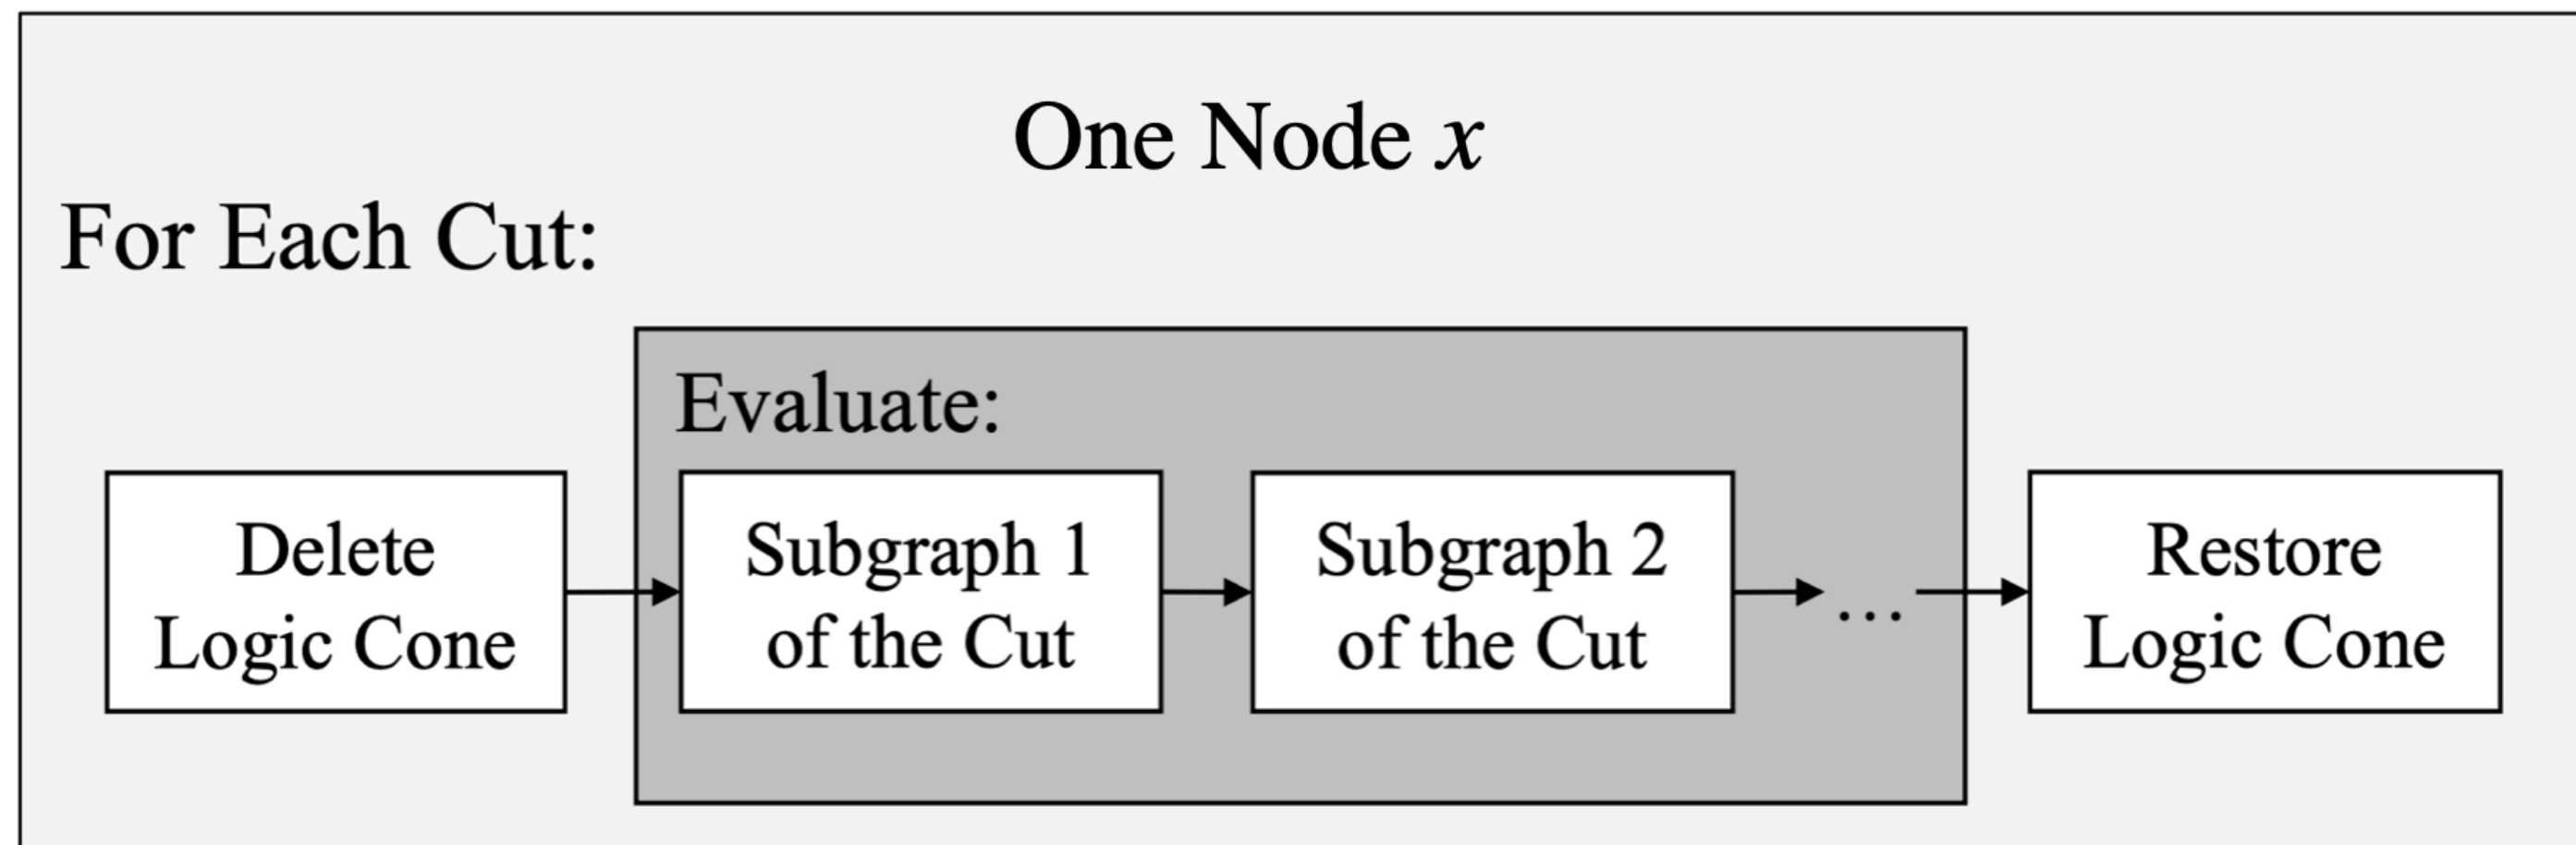 One Node x
For Each Cut:
Evaluate:
Delete
Logic Cone
Subgraph 1
of the Cut
Subgraph 2
of the Cut
...
Restore
Logic Cone